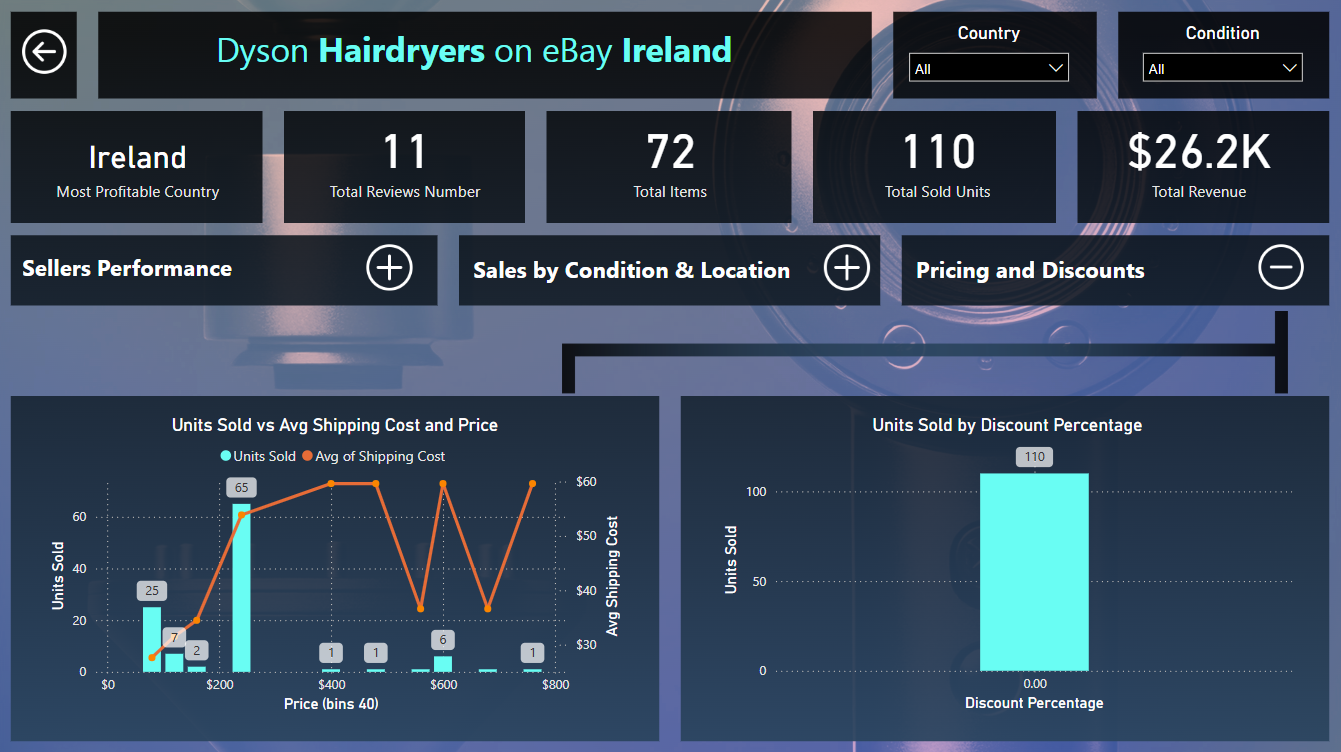 Dyson Hairdryers on eBay Ireland
Country
All
Condition
All
Ireland
Most Profitable Country
11
Total Reviews Number
72
Total Items
110
Total Sold Units
$26.2K
Total Revenue
Sellers Performance
Sales by Condition & Location
Pricing and Discounts
Units Sold vs Avg Shipping Cost and Price
Units Sold
Avg of Shipping Cost
Units Sold
60
40
20
0
25
7
2
65
1
1
6
1
$60
$50
$40
$30
Avg Shipping Cost
$0
$200
$400
$600
$800
Price (bins 40)
Units Sold by Discount Percentage
110
Units Sold
100
50
0
0.00
Discount Percentage